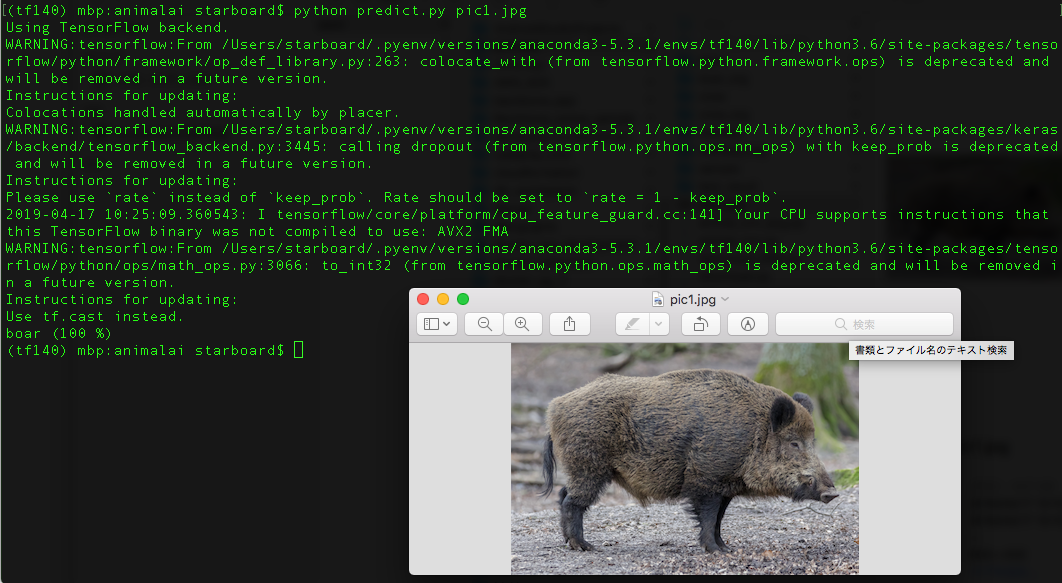 [(tf140) mbp:animalai starboard$ python predict.py pic1.jpg
Using TensorFlow backend.
WARNING:tensorflow:From /Users/starboard/.pyenv/versions/anaconda3-5.3.1/envs/tf140/lib/python3.6/site-packages/tenso
rflow/python/framework/op_def_library.py:263: colocate_with (from tensorflow.python.framework.ops) is deprecated and
will be removed in a future version.
Instructions for updating:
Colocations handled automatically by placer.
WARNING:tensorflow:From /Users/starboard/.pyenv/versions/anaconda3-5.3.1/envs/tf140/lib/python3.6/site-packages/keras
/backend/tensorflow_backend.py:3445: calling dropout (from tensorflow.python.ops.nn_ops) with keep_prob is deprecated
 and will be removed in a future version.
Instructions for updating:
Please use `rate` instead of `keep_prob`. Rate should be set to `rate = 1 - keep_prob`.
2019-04-17 10:25:09.360543: I tensorflow/core/platform/cpu_feature_guard.cc:141] Your CPU supports instructions that
this TensorFlow binary was not compiled to use: AVX2 FMA
WARNING:tensorflow:From /Users/starboard/.pyenv/versions/anaconda3-5.3.1/envs/tf140/lib/python3.6/site-packages/tenso
rflow/python/ops/math_ops.py:3066: to_int32 (from tensorflow.python.ops.math_ops) is deprecated and will be removed i
n a future version.
Instructions for updating:
Use tf.cast instead.
boar (100 %)
(tf140) mbp:animalai starboard$
pic1.jpg
検索
書類とファイル名のテキスト検索